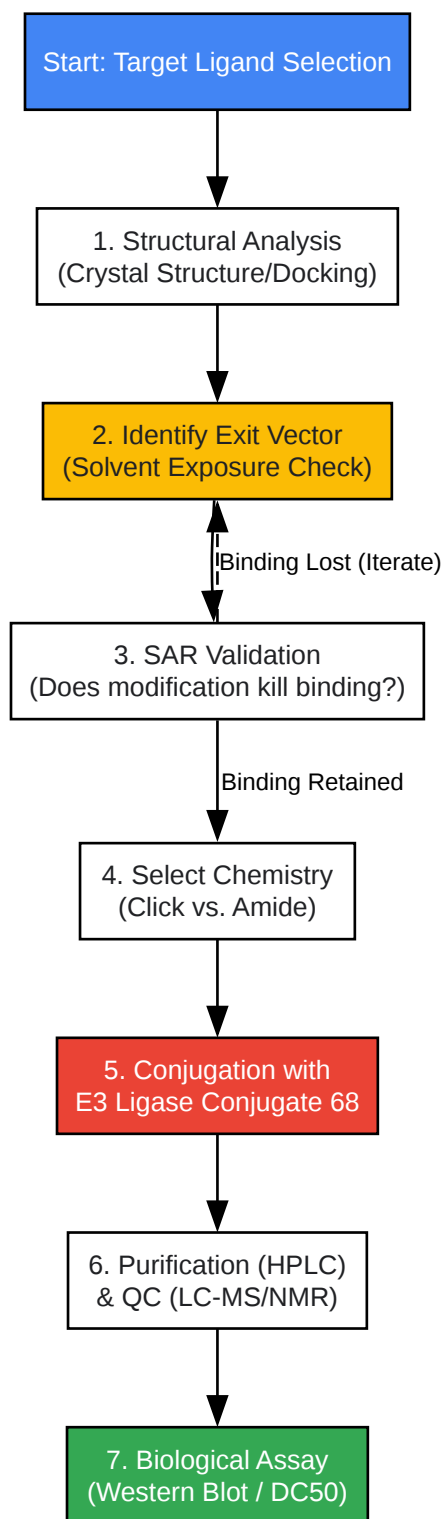 Start: Target Ligand Selection
1. Structural Analysis
(Crystal Structure/Docking)
2. Identify Exit Vector
(Solvent Exposure Check)
Binding Lost (Iterate)
3. SAR Validation
(Does modification kill binding?)
Binding Retained
4. Select Chemistry
(Click vs. Amide)
5. Conjugation with
E3 Ligase Conjugate 68
6. Purification (HPLC)
& QC (LC-MS/NMR)
7. Biological Assay
(Western Blot / DC50)